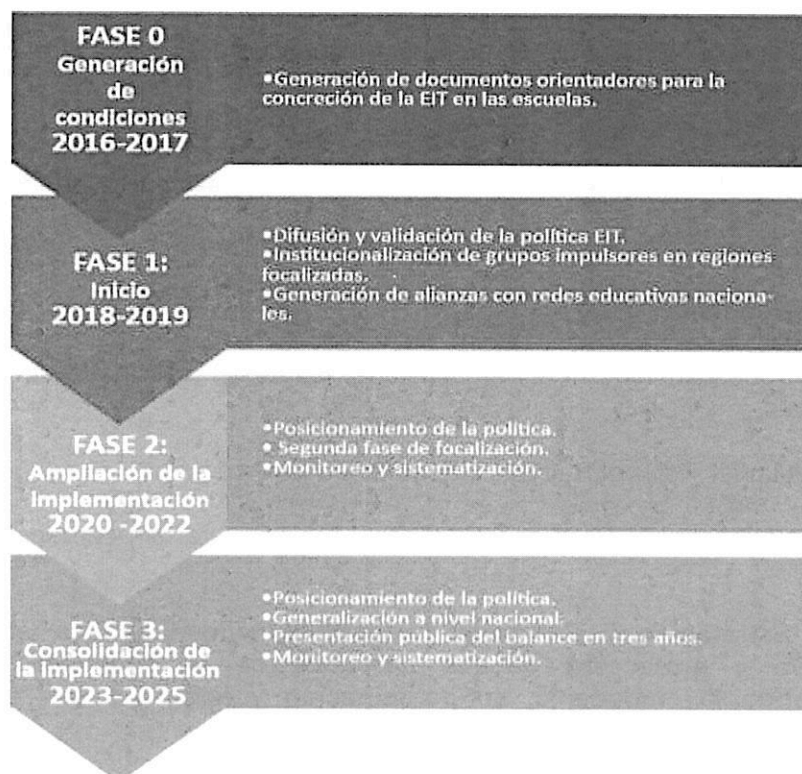 FASE 0
Generación
de
condiciones
2016-2017
•Generación de documentos orientadores para la
concreción de la EIT en las escuelas.
FASE 1:
Inicio
2018-2019
•Difusión y validación de la política EIT.
•Institucionalización de grupos impulsores en regiones
focalizadas.
•Generación de alianzas con redes educativas naciona-
les.
FASE 2:
Ampliación de la
Implementación
2020 -2022
•Posicionamiento de la política.
• Segunda fase de focalización.
•Monitoreo y sistematización.
FASE 3:
Consolidación de
la implementación
2023-2025
•Posicionamiento de la política.
•Generalización a nivel nacional.
•Presentación pública del balance en tres años.
•Monitoreo y sistematización.